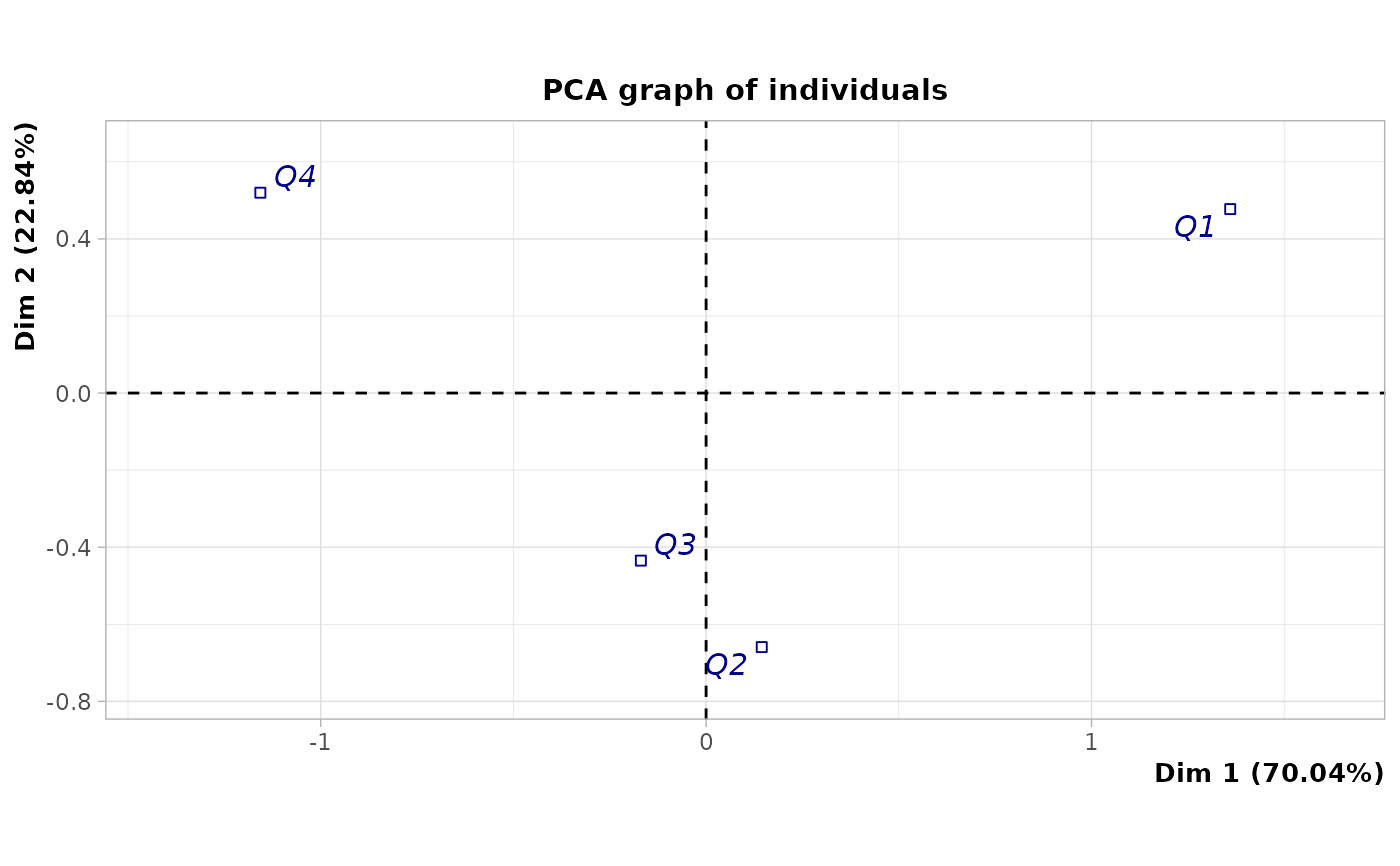 PCA graph of individuals
Dim 2 (22.84%)
Q4
Q1
0.4
0.0
Q3
-0.4
Q2
-0.8
-1
0
1
Dim 1 (70.04%)